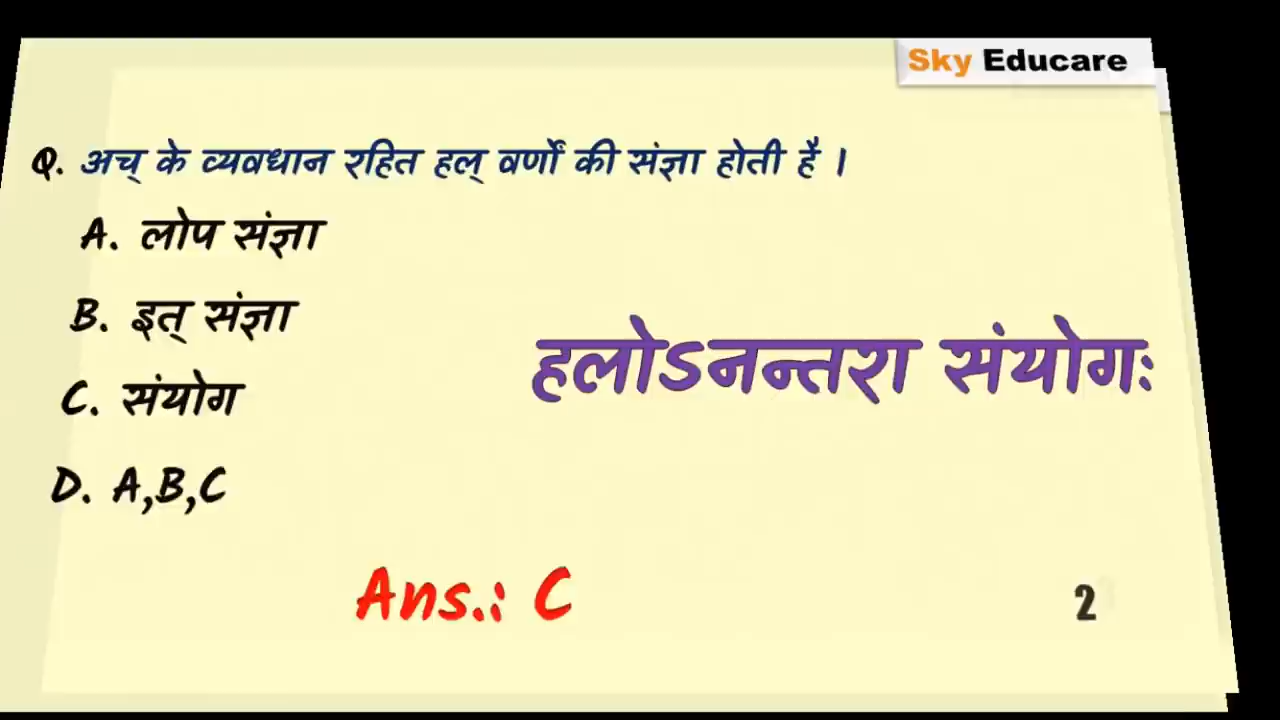 Sky Educare
Q. अच् के व्यवधान रहित हल् वर्णों की संज्ञा होती है ।
A. लोप संज्ञा
B. इत् संज्ञा
हलोऽनन्तरा संयोगः
C. संयोग
D. A,B,C
Ans.: C
2